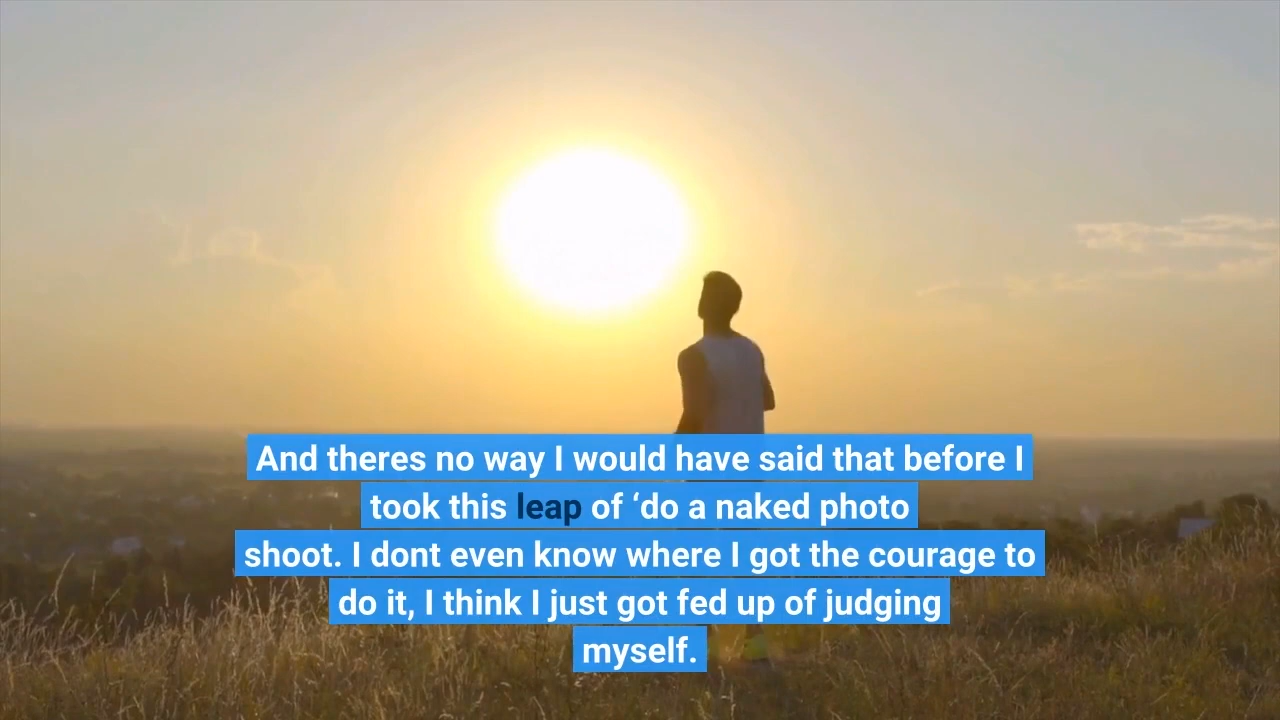 And theres no way I would have said that before I
took this leap of ‘do a naked photo
shoot. I dont even know where I got the courage to
do it, I think I just got fed up of judging
myself.